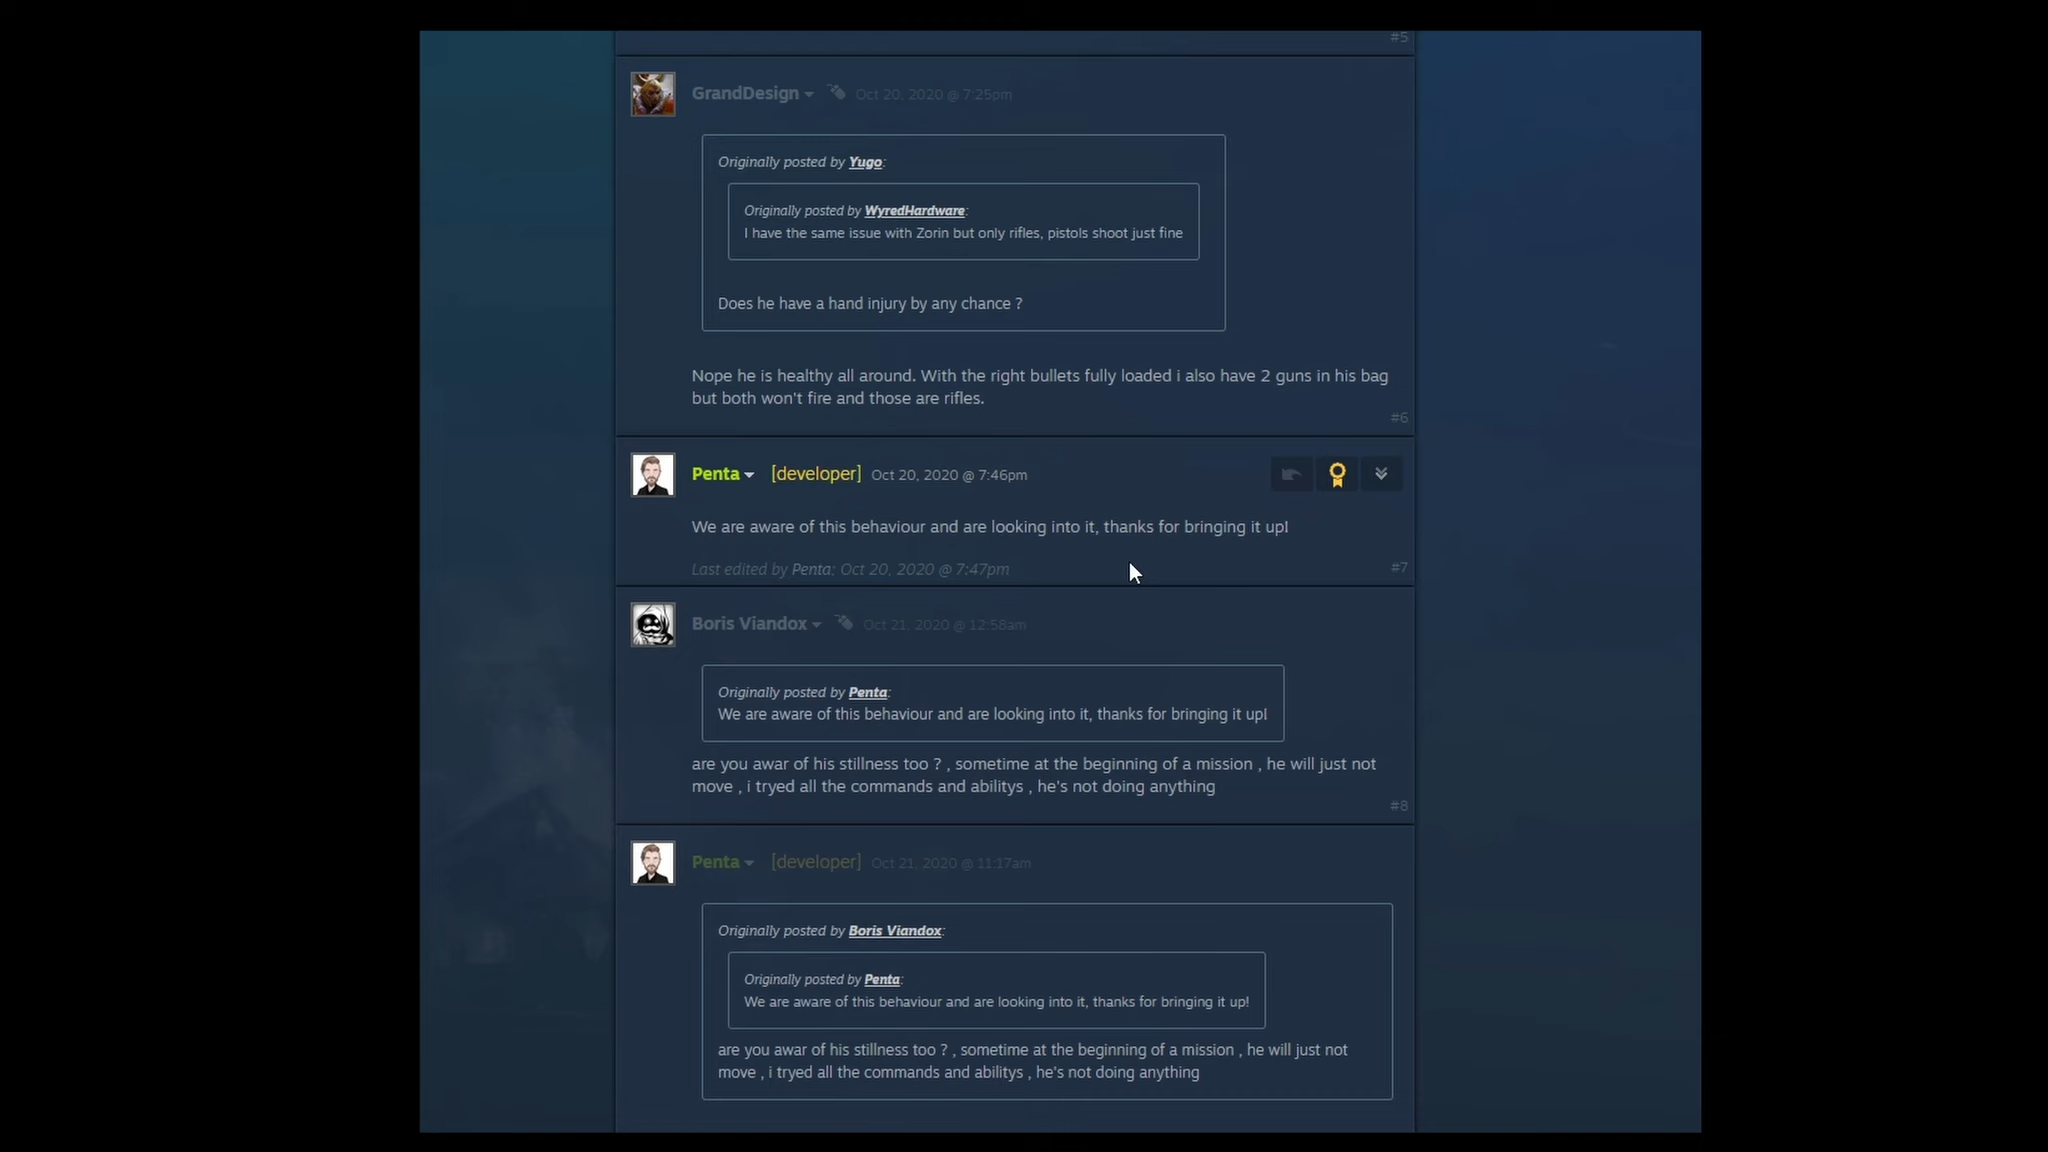 #5
GrandDesign Oct 20, 2020 @ 7:25pm
Originally posted by Yugo:
Originally posted by WyredHardware:
I have the same issue with Zorin but only rifles, pistols shoot just fine
Does he have a hand injury by any chance ?
Nope he is healthy all around. With the right bullets fully loaded i also have 2 guns in his bag
but both won't fire and those are rifles.
#6
Penta [developer] Oct 20, 2020 @ 7:46pm
We are aware of this behaviour and are looking into it, thanks for bringing it up!
Last edited by Penta; Oct 20, 2020 @ 7:47pm
#7
Boris Viandox Oct 21, 2020 @ 12:58am
Originally posted by Penta:
We are aware of this behaviour and are looking into it, thanks for bringing it up!
are you awar of his stillness too ? , sometime at the beginning of a mission , he will just not
move , i tryed all the commands and abilitys , he's not doing anything
#8
Penta [developer] Oct 21, 2020 @ 11:17am
Originally posted by Boris Viandox:
Originally posted by Penta:
We are aware of this behaviour and are looking into it, thanks for bringing it up!
are you awar of his stillness too ? , sometime at the beginning of a mission , he will just not
move , i tryed all the commands and abilitys , he's not doing anything